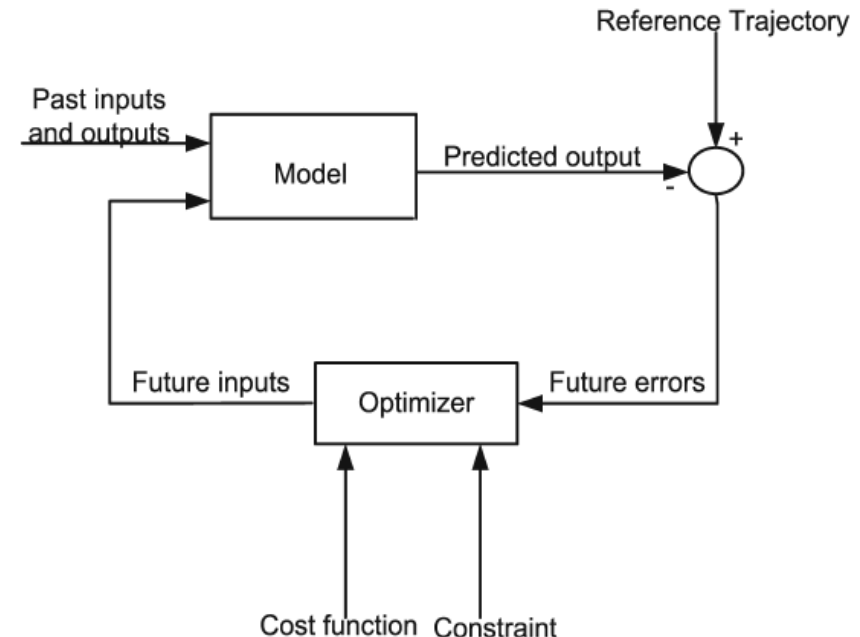 Reference Trajectory
Past inputs
and outputs
+
Model
Predicted output
-
Future inputs
Optimizer
Future errors
Cost function
Constraint